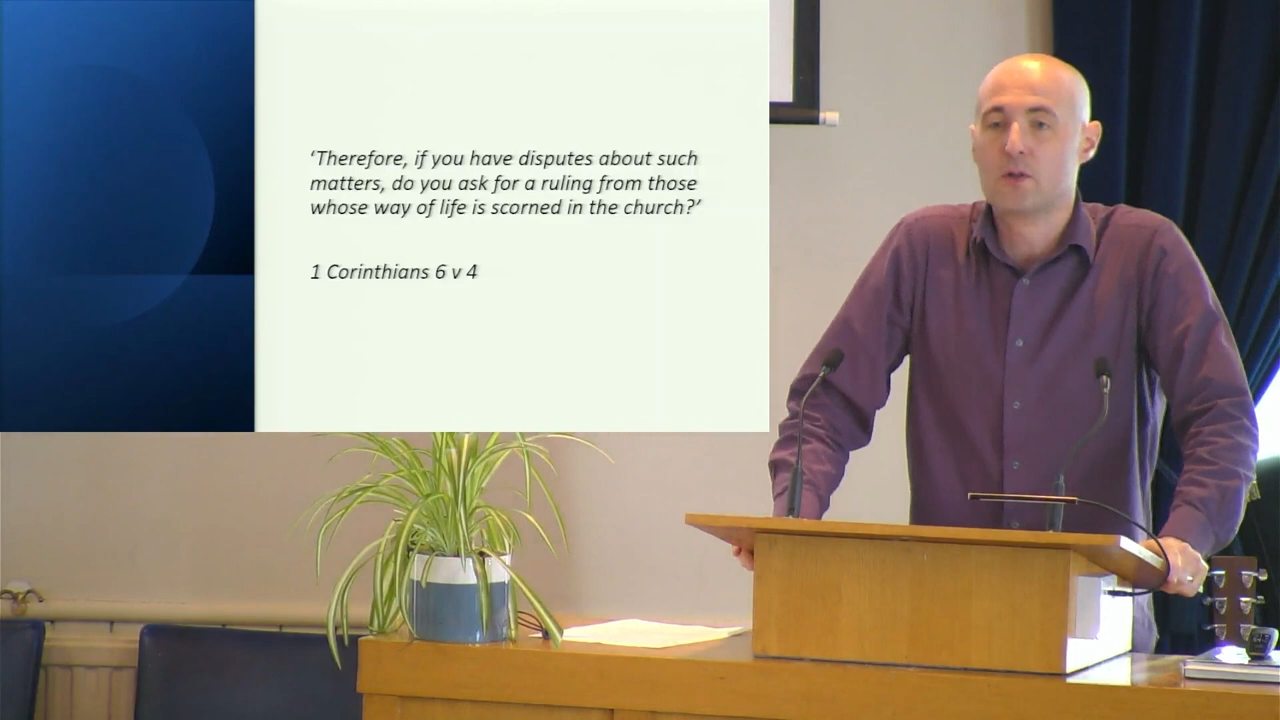 ‘Therefore, if you have disputes about such
matters, do you ask for a ruling from those
whose way of life is scorned in the church?’
1 Corinthians 6 v 4